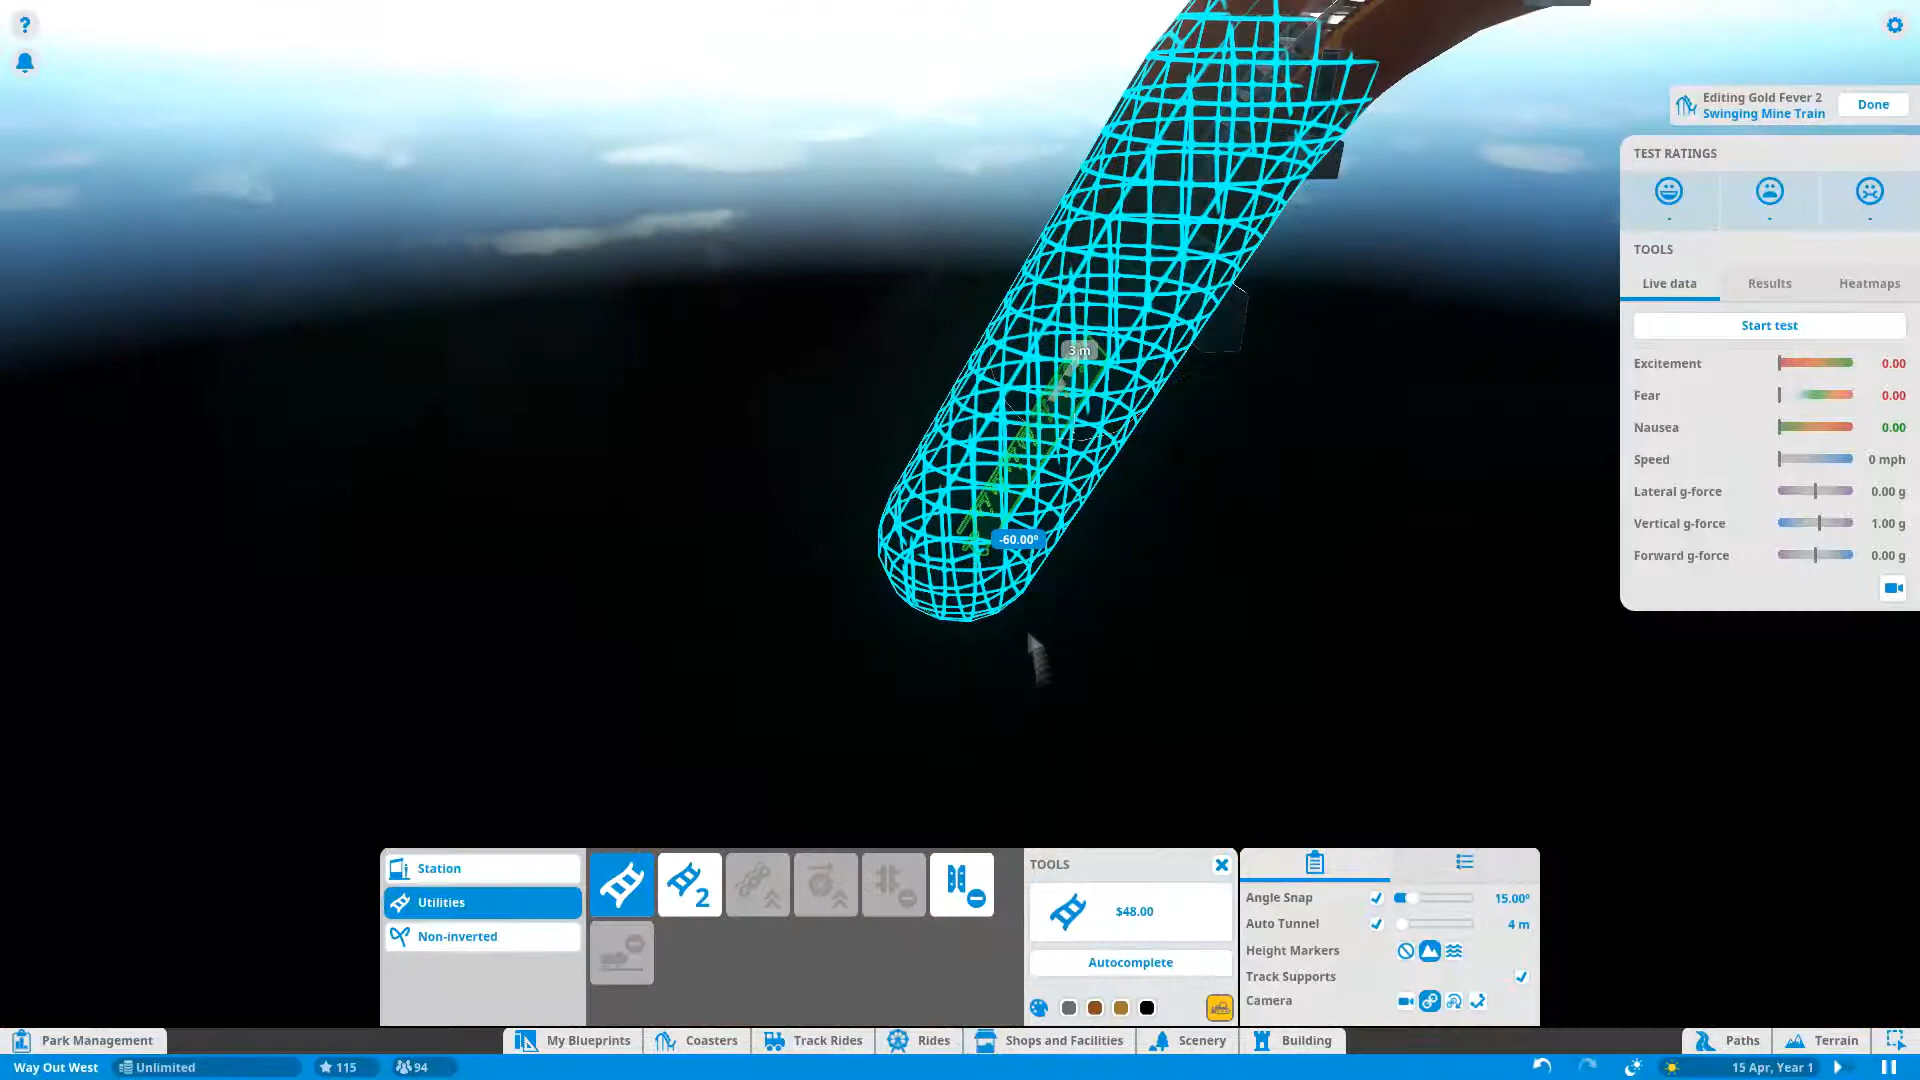 ?
Editing Gold Fever 2
Swinging Mine Train
Done
TEST RATINGS
- - -
TOOLS
Live data Results Heatmaps
Start test
Excitement 0.00
Fear 0.00
Nausea 0.00
Speed 0 mph
Lateral g-force 0.00 g
Vertical g-force 1.00 g
Forward g-force 0.00 g
3 m
-60.00°
Station
Utilities
Non-inverted
2
TOOLS
$48.00
Autocomplete
Angle Snap 15.00°
Auto Tunnel 4 m
Height Markers
Track Supports
Camera
Park Management My Blueprints Coasters Track Rides Rides Shops and Facilities Scenery Building Paths Terrain
Way Out West Unlimited 115 94 15 Apr, Year 1